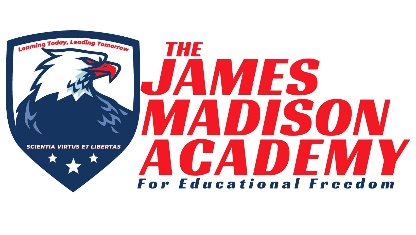 Learning Today, Leading Tomorrow
SCIENTIA VIRTUS ET LIBERTAS
THE
JAMES
MADISON
ACADEMY
For Educational Freedom